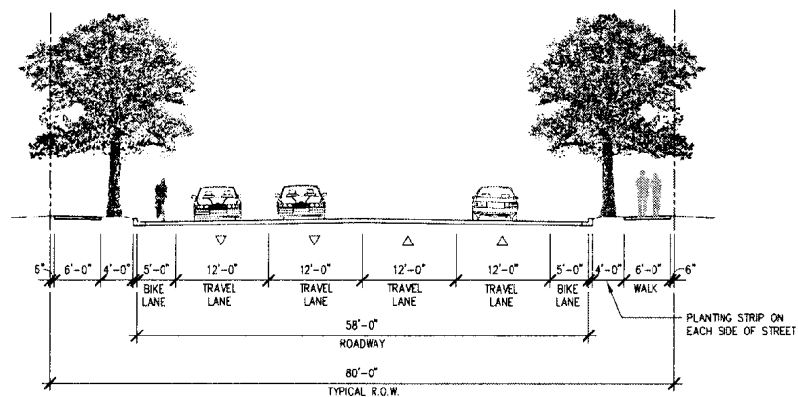 6" 6'-0" 4'-0" 5'-0" 12'-0" 12'-0" 12'-0" 12'-0" 5'-0" 4'-0" 6'-0" 6"
BIKE LANE
TRAVEL LANE
TRAVEL LANE
TRAVEL LANE
TRAVEL LANE
BIKE LANE
WALK
PLANTING STRIP ON
EACH SIDE OF STREET
58'-0"
ROADWAY
80'-0"
TYPICAL R.O.W.